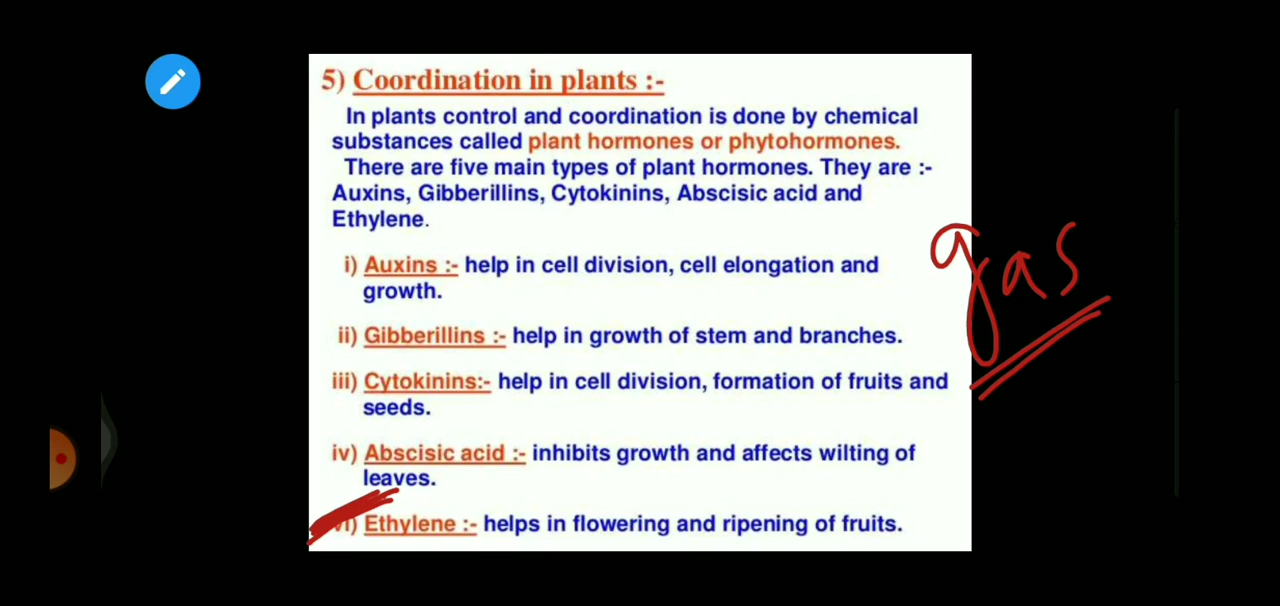 5) Coordination in plants :-
In plants control and coordination is done by chemical
substances called plant hormones or phytohormones.
There are five main types of plant hormones. They are :-
Auxins, Gibberillins, Cytokinins, Abscisic acid and
Ethylene.
i) Auxins :- help in cell division, cell elongation and
growth.
gas
ii) Gibberillins :- help in growth of stem and branches.
iii) Cytokinins:- help in cell division, formation of fruits and
seeds.
iv) Abscisic acid :- inhibits growth and affects wilting of
leaves.
vi) Ethylene :- helps in flowering and ripening of fruits.